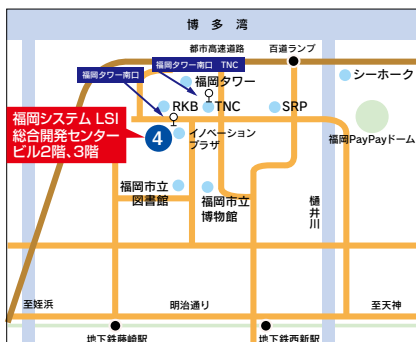 博多湾
都市高速道路
百道ランプ
福岡タワー南口 TNC
福岡タワー南口
福岡タワー
シーホーク
RKB
TNC
SRP
福岡システム LSI
総合開発センター
ビル2階、3階
4
イノベーション
プラザ
福岡PayPayドーム
福岡市立
図書館
福岡市立
博物館
樋井川
至姪浜
明治通り
至天神
地下鉄藤崎駅
地下鉄西新駅